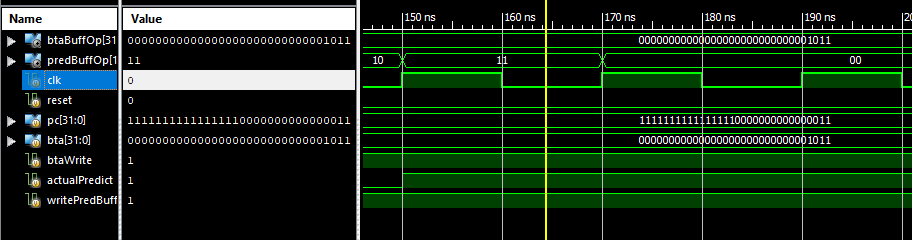 Name Value
150 ns 160 ns 170 ns 180 ns 190 ns
btaBuffOp[31 00000000000000000000000000001011 00000000000000000000000000001011
predBuffOp[1 11 10 11 00
clk 0
reset 0
pc[31:0] 11111111111111110000000000000011 11111111111111110000000000000011
bta[31:0] 00000000000000000000000000001011 00000000000000000000000000001011
btaWrite 1
actualPredict 1
writePredBuff 1